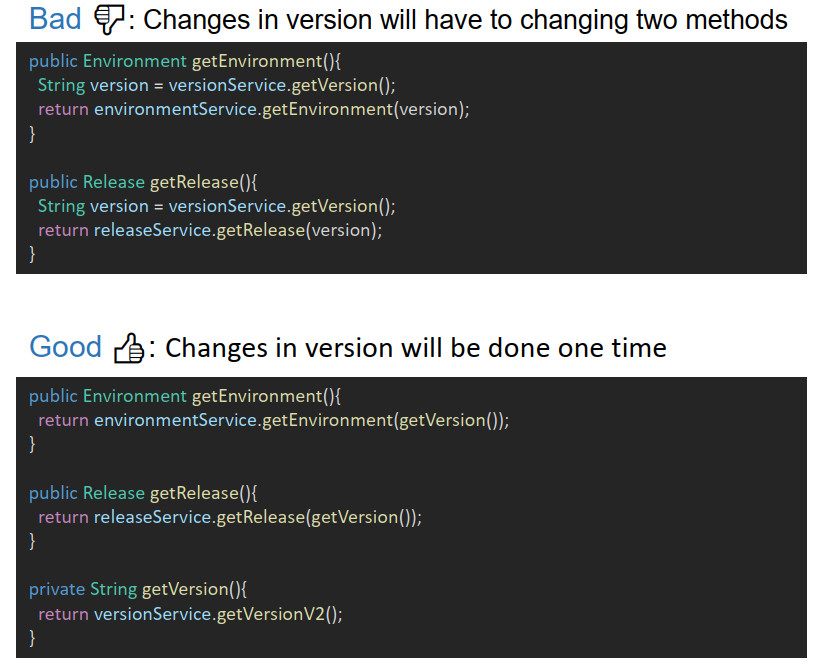 Bad 👎: Changes in version will have to changing two methods
public Environment getEnvironment(){
  String version = versionService.getVersion();
  return environmentService.getEnvironment(version);
}
public Release getRelease(){
  String version = versionService.getVersion();
  return releaseService.getRelease(version);
}
Good 👍: Changes in version will be done one time
public Environment getEnvironment(){
  return environmentService.getEnvironment(getVersion());
}
public Release getRelease(){
  return releaseService.getRelease(getVersion());
}
private String getVersion(){
  return versionService.getVersionV2();
}